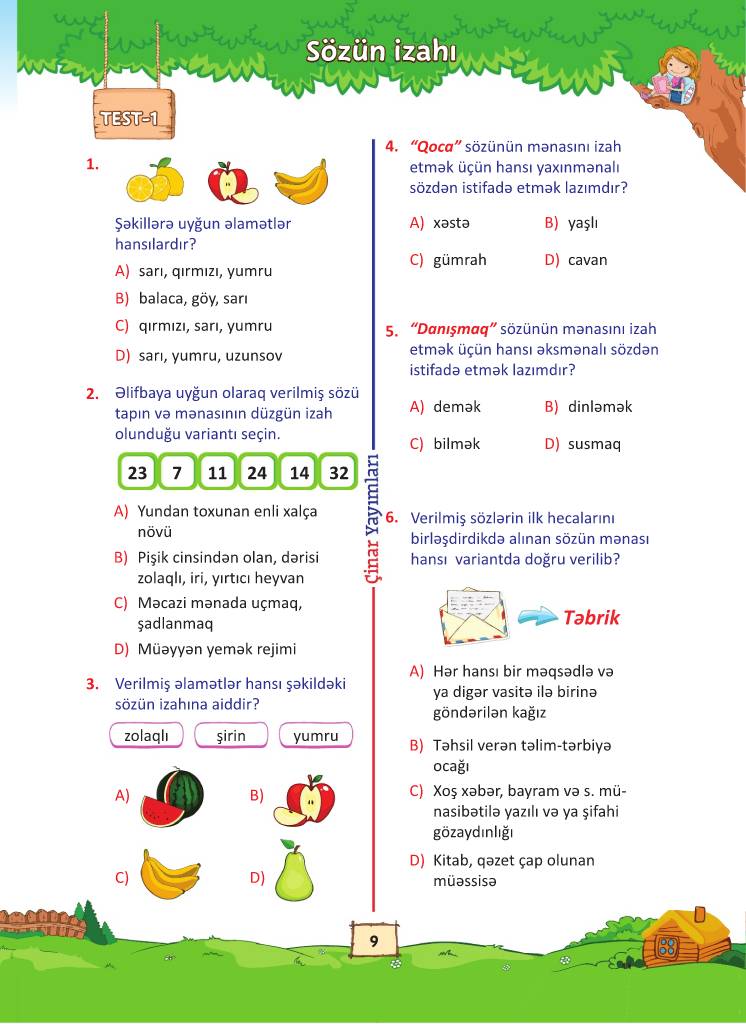 Sözün izahı
TEST-1
1.
Şəkillərə uyğun əlamətlər
hansılardır?
A) sarı, qırmızı, yumru
B) balaca, göy, sarı
C) qırmızı, sarı, yumru
D) sarı, yumru, uzunsov
2. Əlifbaya uyğun olaraq verilmiş sözü
tapın və mənasının düzgün izah
olunduğu variantı seçin.
23 7 11 24 14 32
A) Yundan toxunan enli xalça
növü
B) Pişik cinsindən olan, dərisi
zolaqlı, iri, yırtıcı heyvan
C) Məcazi mənada uçmaq,
şadlanmaq
D) Müəyyən yemək rejimi
3. Verilmiş əlamətlər hansı şəkildəki
sözün izahına aiddir?
zolaqlı şirin yumru
A) B)
C) D)
Çinar Yayımları
4. “Qoca” sözünün mənasını izah
etmək üçün hansı yaxınmənalı
sözdən istifadə etmək lazımdır?
A) xəstə B) yaşlı
C) gümrah D) cavan
5. “Danışmaq” sözünün mənasını izah
etmək üçün hansı əksmənalı sözdən
istifadə etmək lazımdır?
A) demək B) dinləmək
C) bilmək D) susmaq
6. Verilmiş sözlərin ilk hecalarını
birləşdirdikdə alınan sözün mənası
hansı variantda doğru verilib?
Təbrik
A) Hər hansı bir məqsədlə və
ya digər vasitə ilə birinə
göndərilən kağız
B) Təhsil verən təlim-tərbiyə
ocağı
C) Xoş xəbər, bayram və s. mü-
nasibətilə yazılı və ya şifahi
gözaydınlığı
D) Kitab, qəzet çap olunan
müəssisə
9